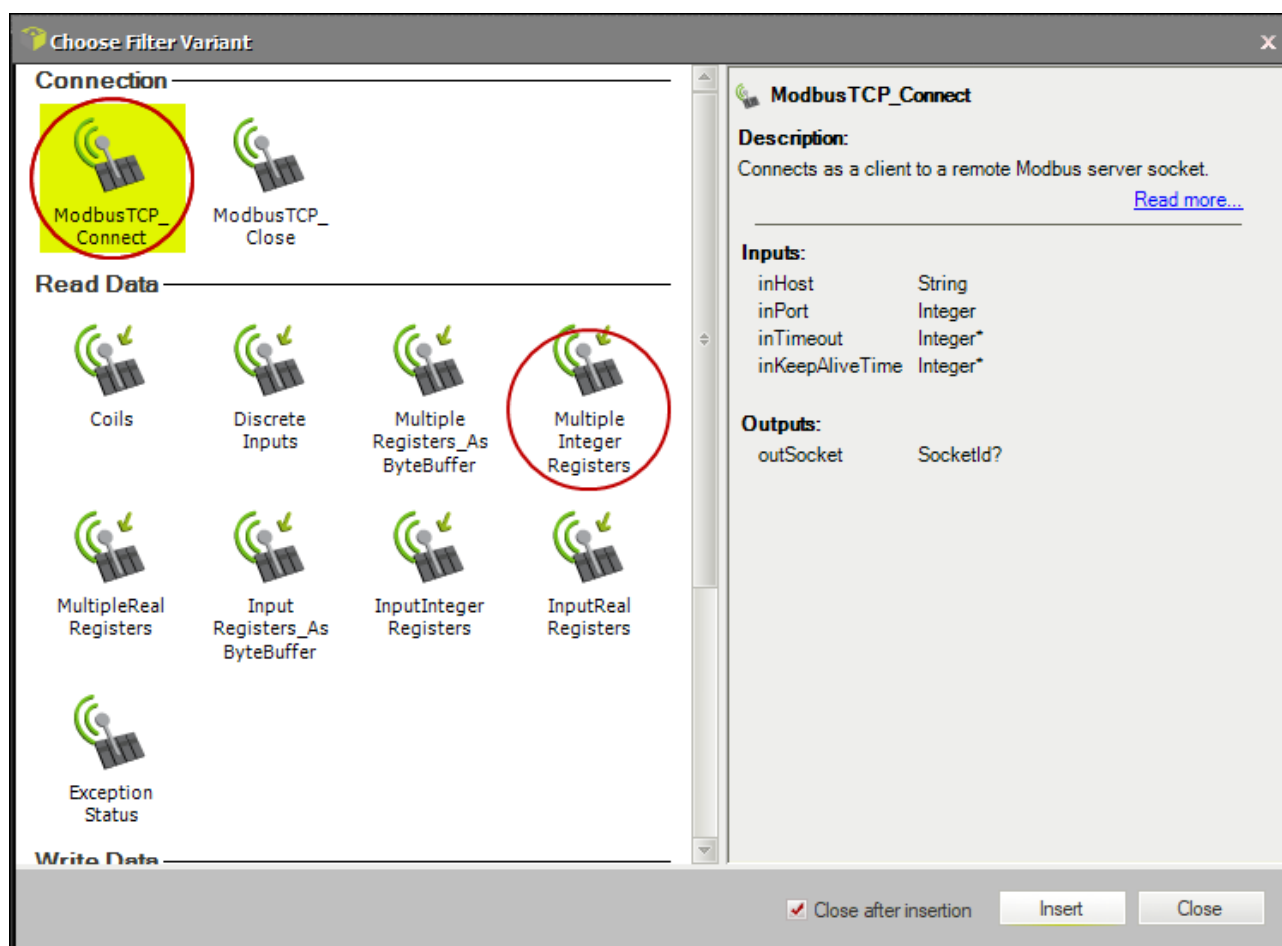 Choose Filter Variant
x
Connection
ModbusTCP_
Connect
ModbusTCP_
Close
Read Data
Coils
Discrete
Inputs
Multiple
Registers_As
ByteBuffer
Multiple
Integer
Registers
MultipleReal
Registers
Input
Registers_As
ByteBuffer
InputInteger
Registers
InputReal
Registers
Exception
Status
Write Data
ModbusTCP_Connect
Description:
Connects as a client to a remote Modbus server socket.
Read more...
Inputs:
inHost String
inPort Integer
inTimeout Integer*
inKeepAliveTime Integer*
Outputs:
outSocket SocketId?
Close after insertion
Insert
Close